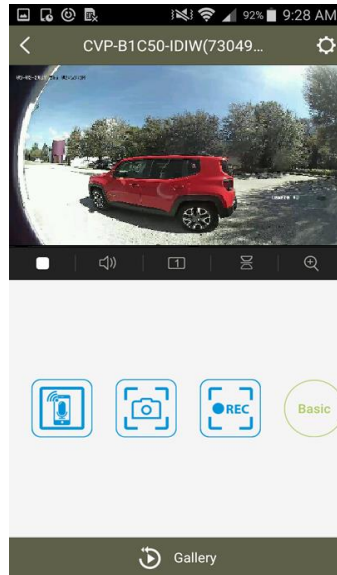 92% 9:28 AM
CVP-B1C50-IDIW(73049...
1
REC
Basic
Gallery